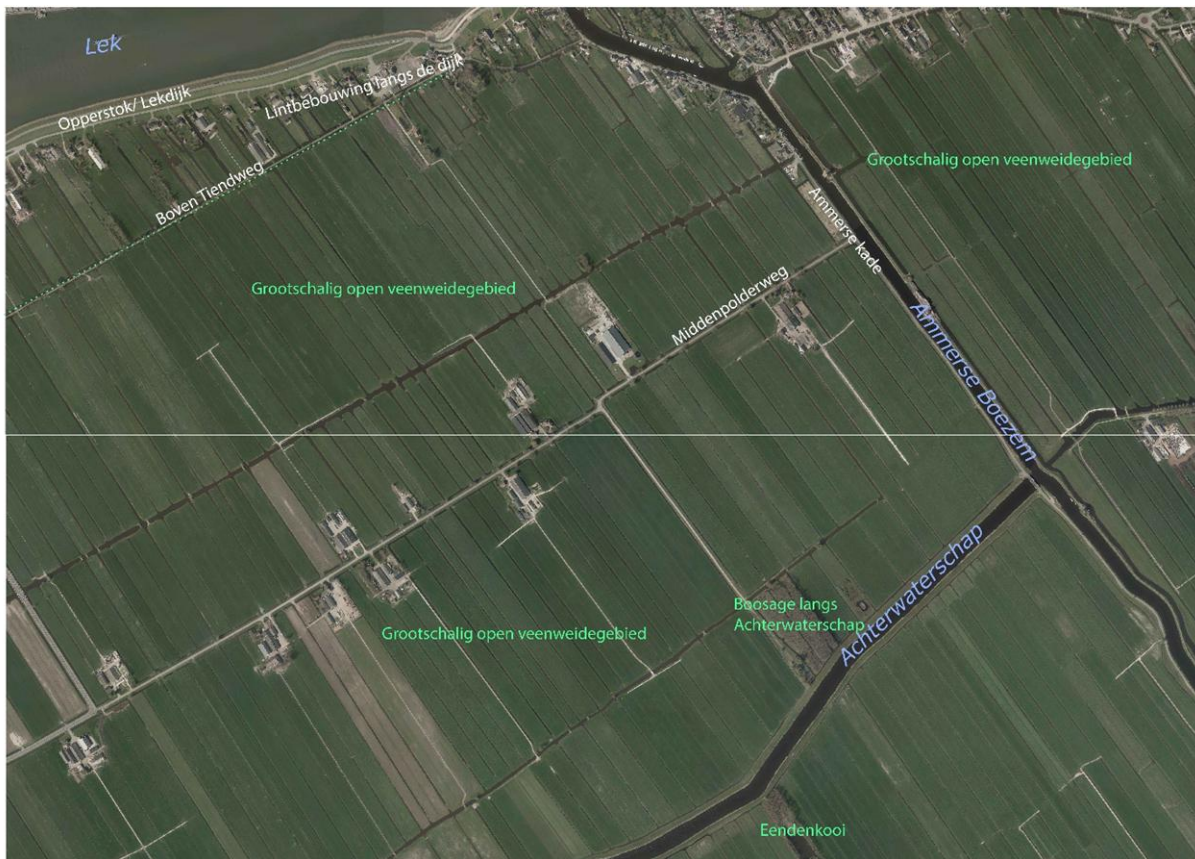 Lek
Opperstok/ Lekdijk
Lintbebouwing langs de dijk
Boven Tiendweg
Grootschalig open veenweidegebied
Ammerse kade
Grootschalig open veenweidegebied
Middenpolderweg
Ammerse Boezem
Achterwaterschap
Boosage langs
Achterwaterschap
Grootschalig open veenweidegebied
Eendenkooi